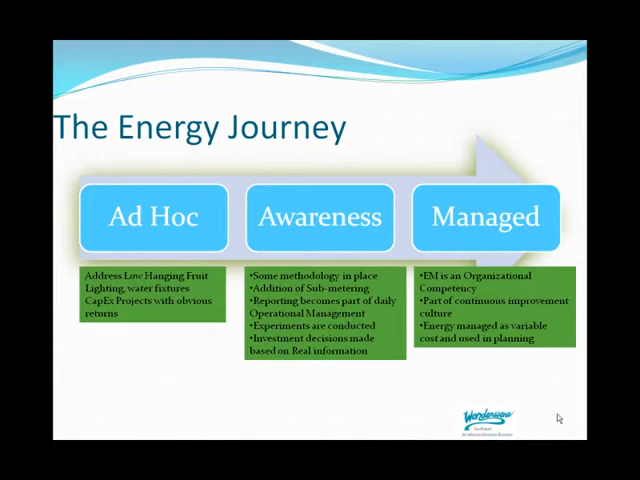 The Energy Journey
Ad Hoc
Awareness
Managed
Address Low Hanging Fruit
Lighting, water fixtures
CapEx Projects with obvious
returns
•Some methodology in place
•Addition of Sub-metering
•Reporting becomes part of daily
Operational Management
•Experiments are conducted
•Investment decisions made
based on Real information
•EM is an Organizational
Competency
•Part of continuous improvement
culture
•Energy managed as variable
cost and used in planning
Wonderware